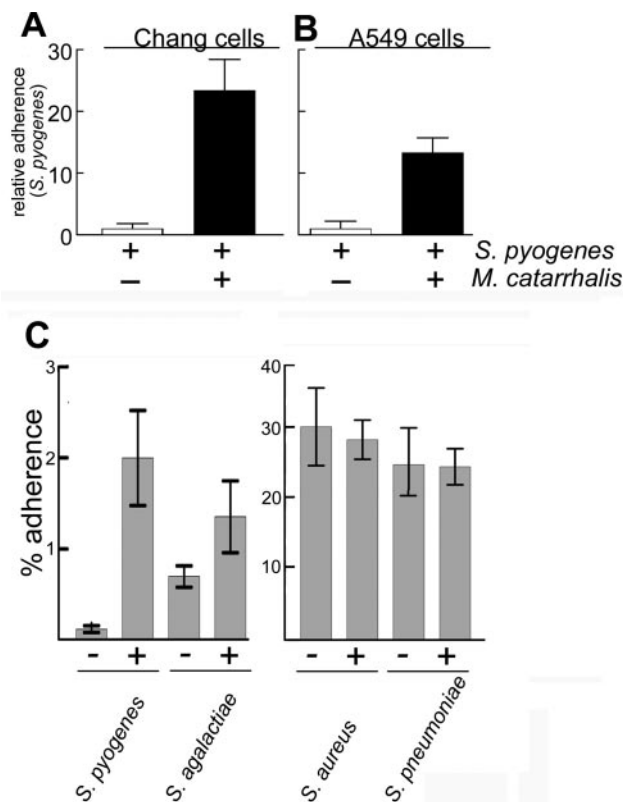 A Chang cells B A549 cells
30
20
10
0
relative adherence
(S. pyogenes)
+ + + + S. pyogenes
– + – + M. catarrhalis
C
3
2
1
% adherence
40
30
20
10
- + - + - + - +
S. pyogenes
S. agalactiae
S. aureus
S. pneumoniae